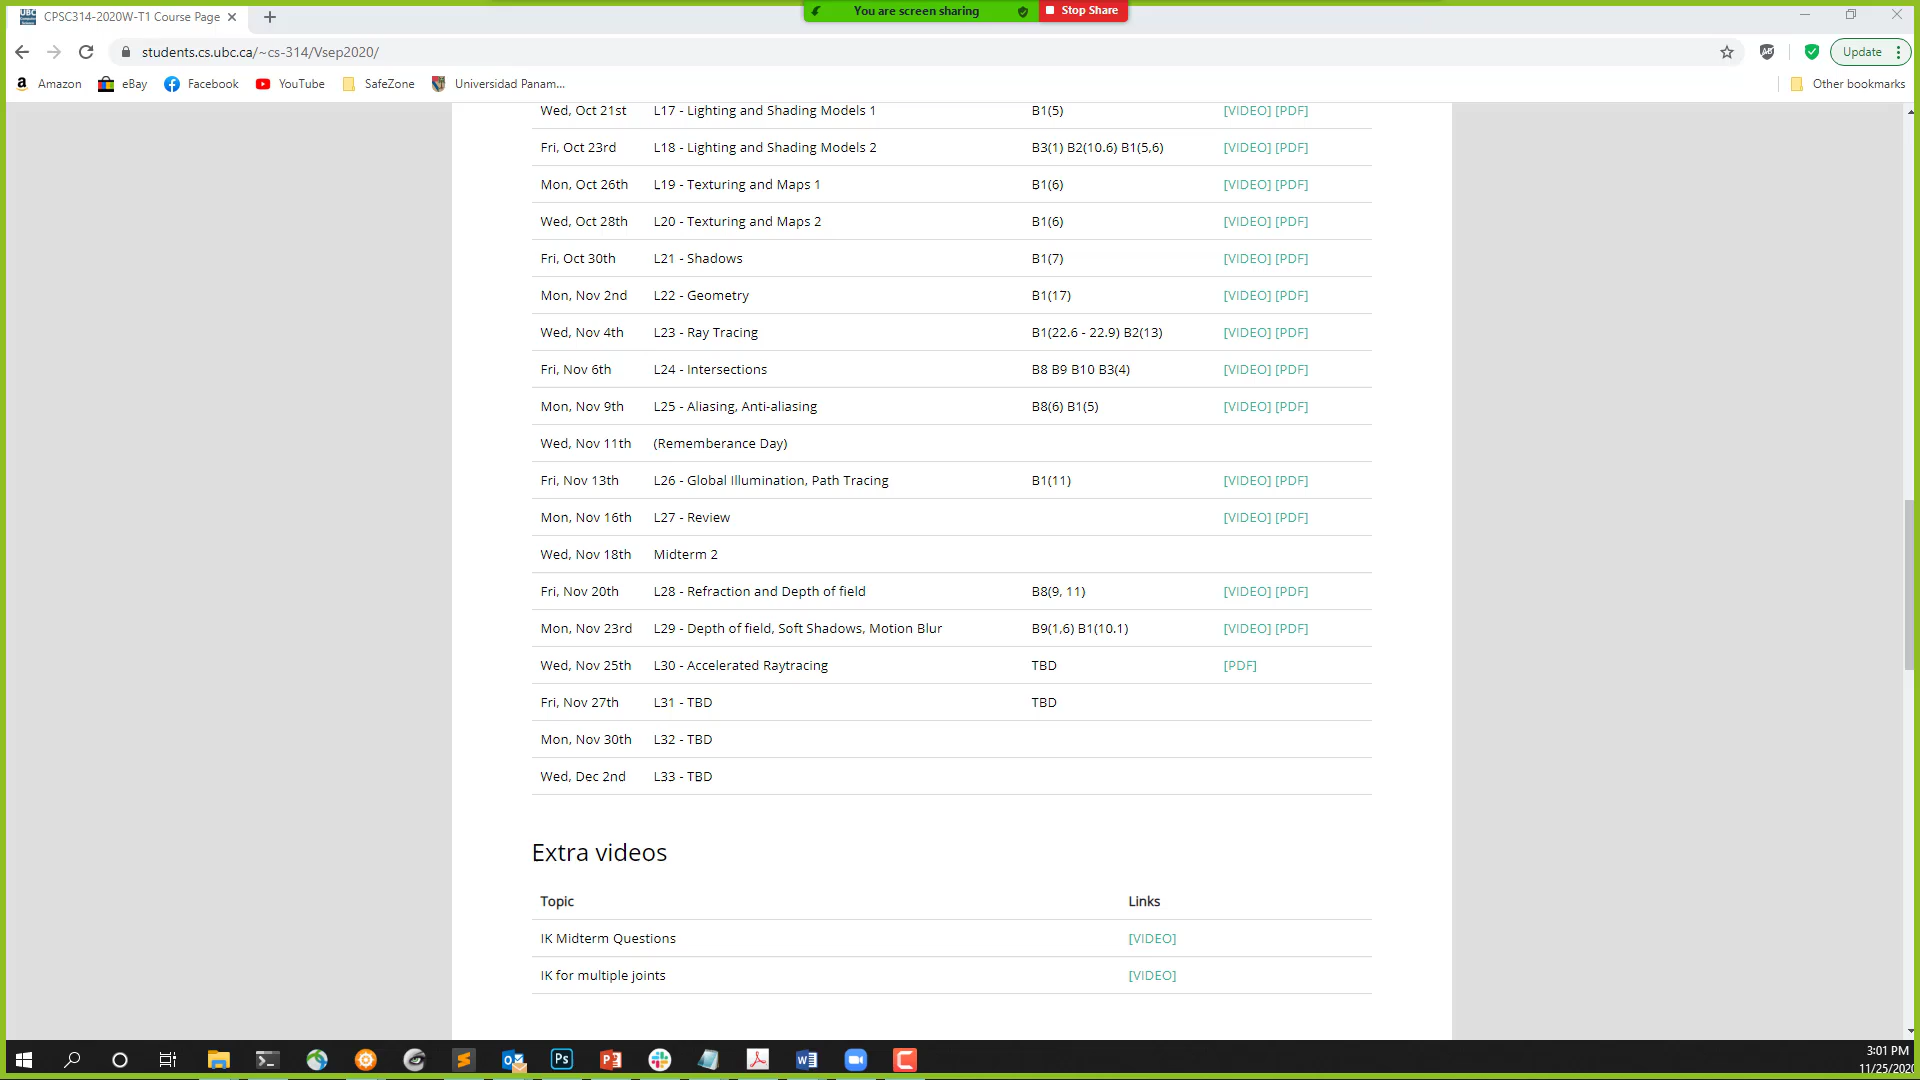 CPSC314-2020W-T1 Course Page
You are screen sharing
Stop Share
students.cs.ubc.ca/~cs-314/Vsep2020/
Update
Amazon eBay Facebook YouTube SafeZone Universidad Panam... Other bookmarks
Wed, Oct 21st L17 - Lighting and Shading Models 1 B1(5) [VIDEO] [PDF]
Fri, Oct 23rd L18 - Lighting and Shading Models 2 B3(1) B2(10.6) B1(5,6) [VIDEO] [PDF]
Mon, Oct 26th L19 - Texturing and Maps 1 B1(6) [VIDEO] [PDF]
Wed, Oct 28th L20 - Texturing and Maps 2 B1(6) [VIDEO] [PDF]
Fri, Oct 30th L21 - Shadows B1(7) [VIDEO] [PDF]
Mon, Nov 2nd L22 - Geometry B1(17) [VIDEO] [PDF]
Wed, Nov 4th L23 - Ray Tracing B1(22.6 - 22.9) B2(13) [VIDEO] [PDF]
Fri, Nov 6th L24 - Intersections B8 B9 B10 B3(4) [VIDEO] [PDF]
Mon, Nov 9th L25 - Aliasing, Anti-aliasing B8(6) B1(5) [VIDEO] [PDF]
Wed, Nov 11th (Rememberance Day)
Fri, Nov 13th L26 - Global Illumination, Path Tracing B1(11) [VIDEO] [PDF]
Mon, Nov 16th L27 - Review [VIDEO] [PDF]
Wed, Nov 18th Midterm 2
Fri, Nov 20th L28 - Refraction and Depth of field B8(9, 11) [VIDEO] [PDF]
Mon, Nov 23rd L29 - Depth of field, Soft Shadows, Motion Blur B9(1,6) B1(10.1) [VIDEO] [PDF]
Wed, Nov 25th L30 - Accelerated Raytracing TBD [PDF]
Fri, Nov 27th L31 - TBD TBD
Mon, Nov 30th L32 - TBD
Wed, Dec 2nd L33 - TBD
Extra videos
Topic Links
IK Midterm Questions [VIDEO]
IK for multiple joints [VIDEO]
3:01 PM
11/25/2020